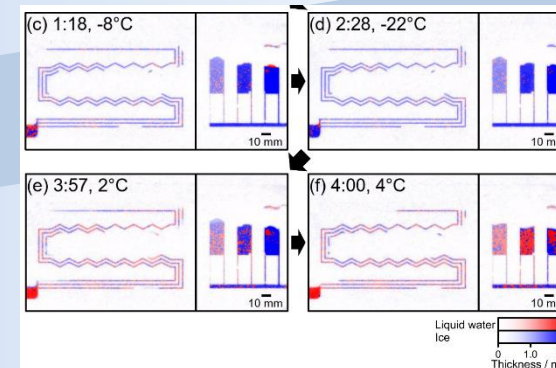 (c) 1:18, -8°C
(d) 2:28, -22°C
10 mm
10 m
(e) 3:57, 2°C
(f) 4:00, 4°C
10 mm
10 m
Liquid water
Ice
0 1.0
Thickness / m